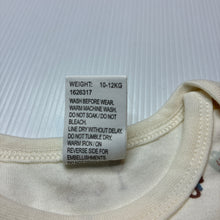 WEIGHT: 10-12KG
1626317
WASH BEFORE WEAR.
WARM MACHINE WASH.
DO NOT SOAK/ DO NOT
BLEACH.
LINE DRY WITHOUT DELAY.
DO NOT TUMBLE DRY.
WARM IRON / ON
REVERSE SIDE FOR
EMBELLISHMENTS